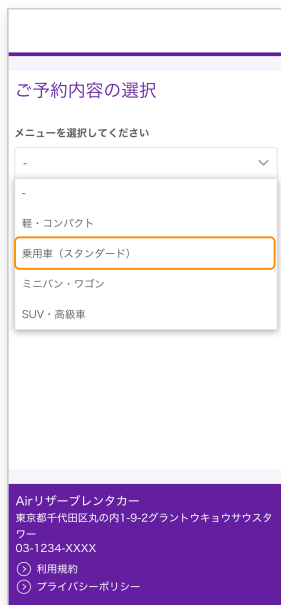 ご予約内容の選択
メニューを選択してください
-
-
軽・コンパクト
乗用車（スタンダード）
ミニバン・ワゴン
SUV・高級車
Airリザーブレンタカー
東京都千代田区丸の内1-9-2グラントウキョウサウスタ
ワー
03-1234-XXXX
利用規約
プライバシーポリシー